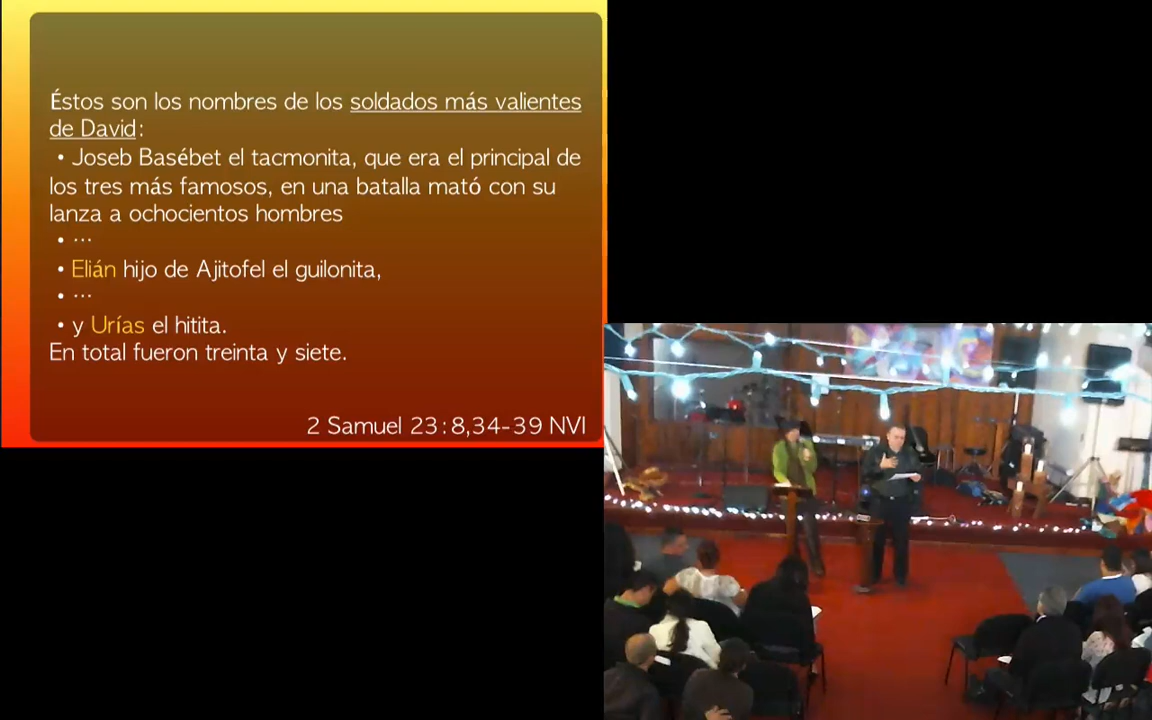 Éstos son los nombres de los soldados más valientes
de David:
• Joseb Basébet el tacmonita, que era el principal de
los tres más famosos, en una batalla mató con su
lanza a ochocientos hombres
• ...
• Elián hijo de Ajitofel el guilonita,
• ...
• y Urías el hitita.
En total fueron treinta y siete.
2 Samuel 23:8,34-39 NVI